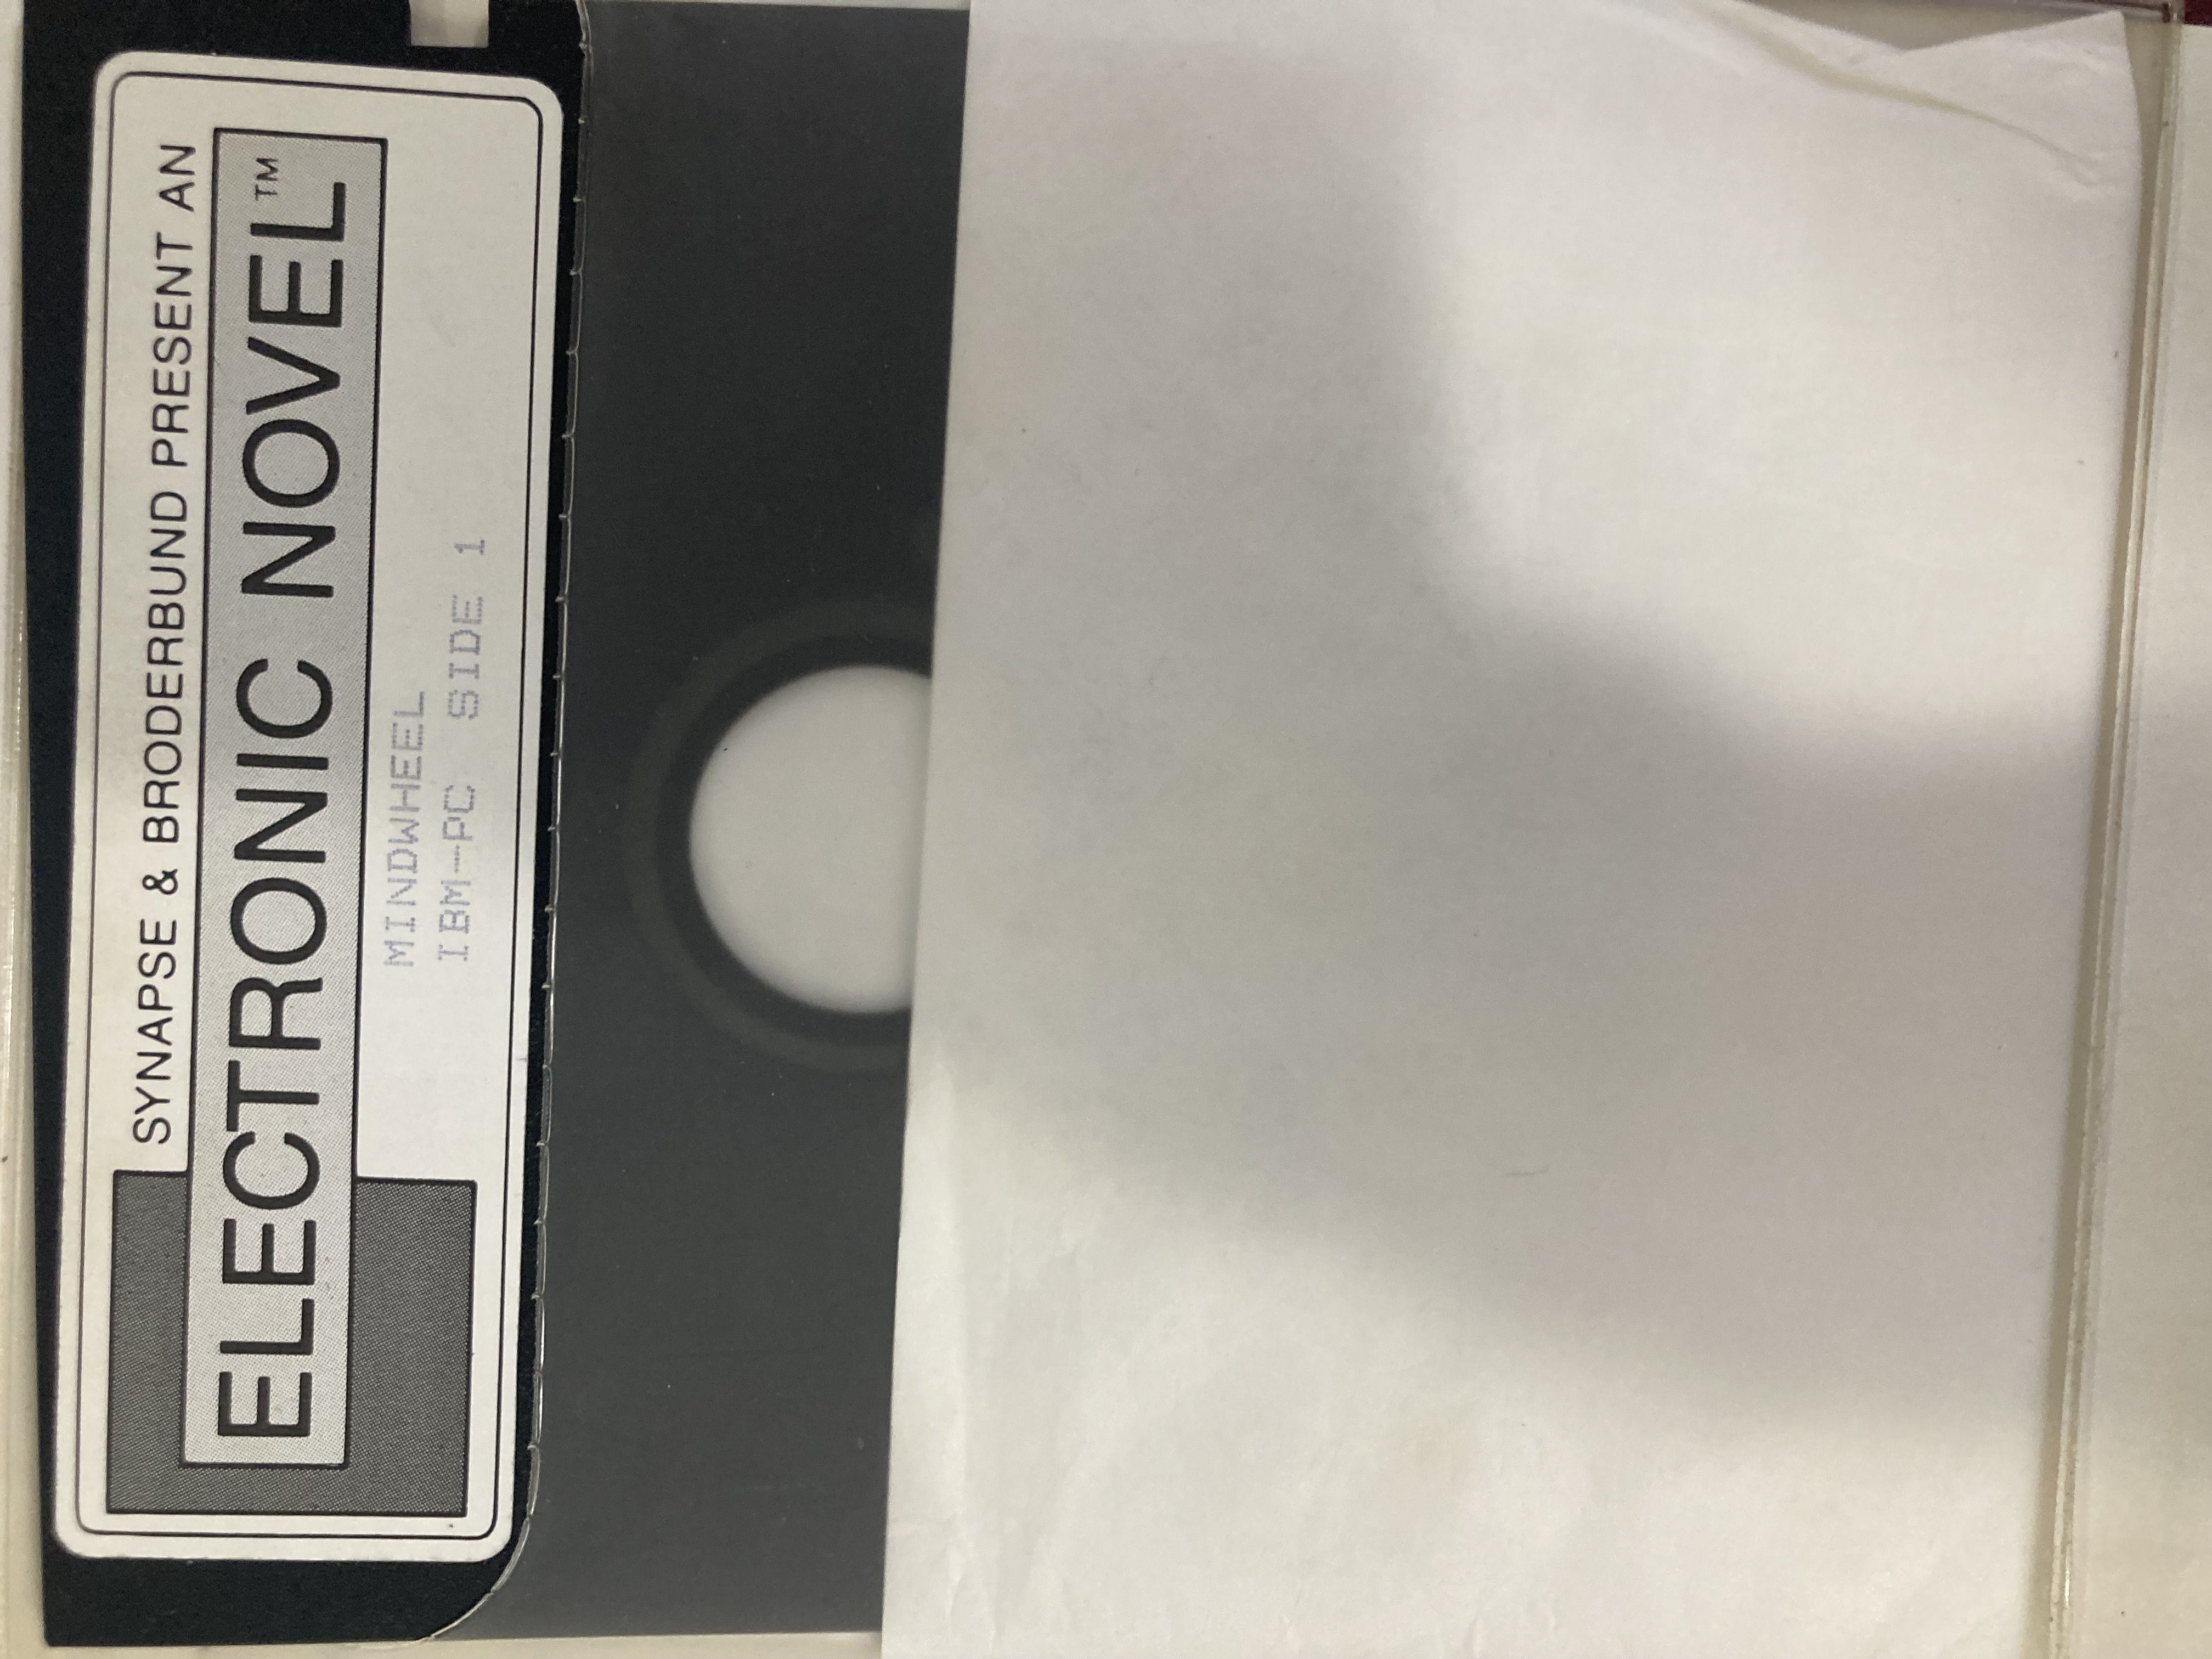 SYNAPSE & BRODERBUND PRESENT AN
ELECTRONIC NOVEL™
MINDWHEEL
IBM-PC SIDE 1